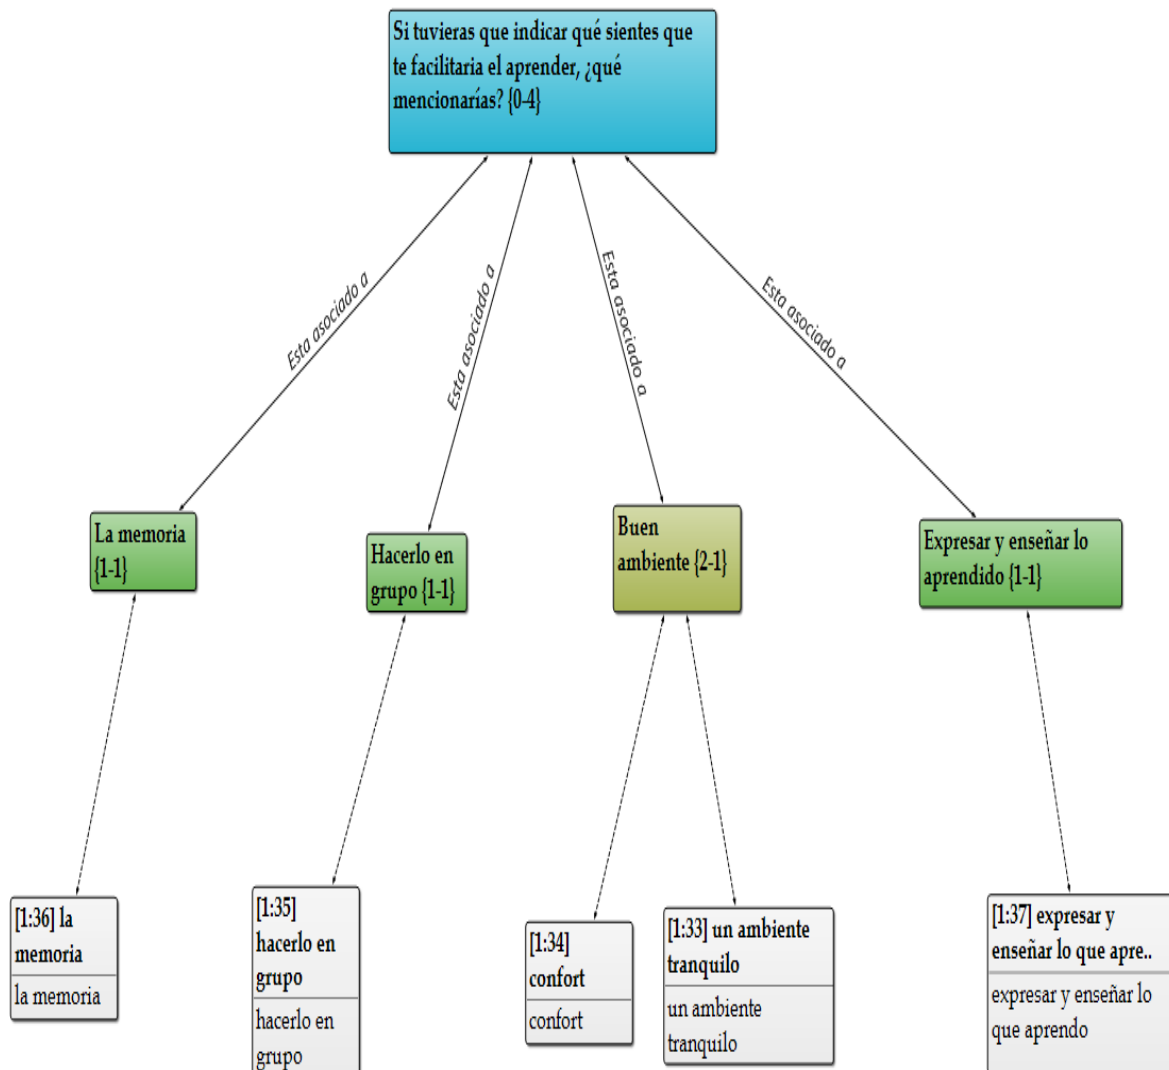 Si tuvieras que indicar qué sientes que
te facilitaria el aprender, ¿qué
mencionarías? {0-4}
Esta asociado a
Esta asociado a
Esta asociado a
Esta asociado a
La memoria
{1-1}
Hacerlo en
grupo {1-1}
Buen
ambiente {2-1}
Expresar y enseñar lo
aprendido {1-1}
[1:36] la
memoria
la memoria
[1:35]
hacerlo en
grupo
hacerlo en
grupo
[1:34]
confort
confort
[1:33] un ambiente
tranquilo
un ambiente
tranquilo
[1:37] expresar y
enseñar lo que apre..
expresar y enseñar lo
que aprendo